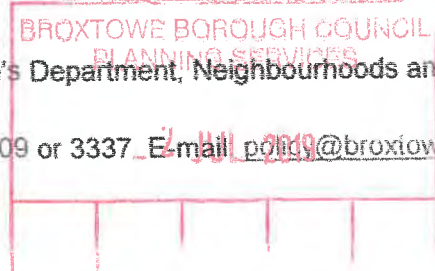 BROXTOWE BOROUGH COUNCIL
PLANNING SERVICES
's Department, Neighbourhoods an
09 or 3337 E-mail policy@broxtow
JUL 2019